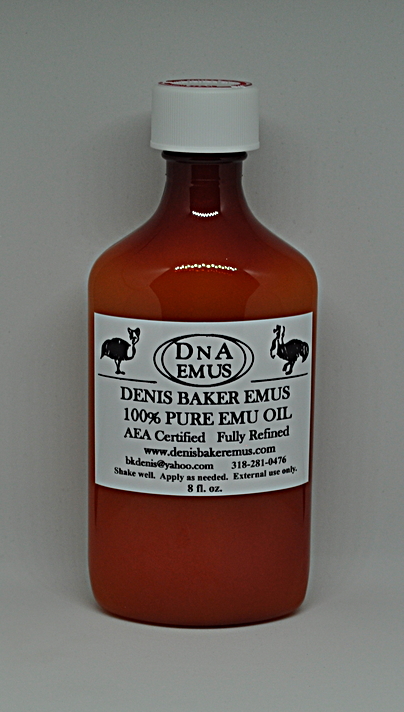 DNA
EMUS
DENIS BAKER EMUS
100% PURE EMU OIL
AEA Certified Fully Refined
www.denisbakeremus.com
bkdenis@yahoo.com 318-281-0476
Shake well. Apply as needed. External use only.
8 fl. oz.